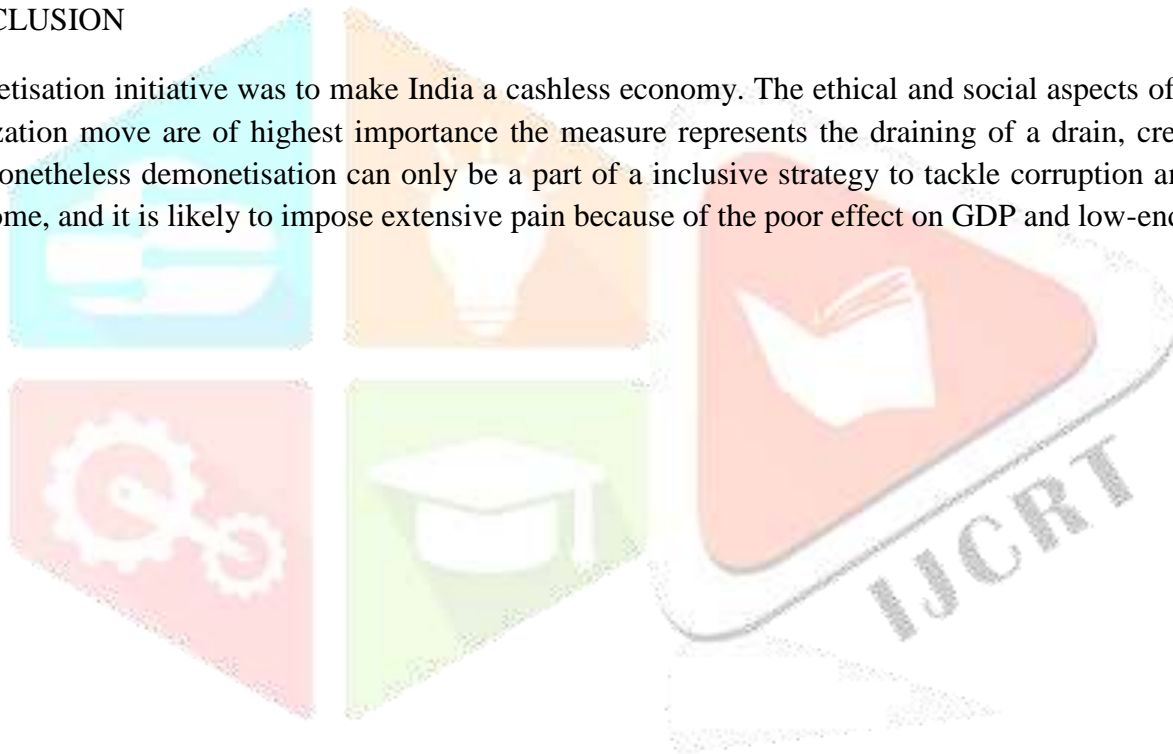 CLUSION
etisation initiative was to make India a cashless economy. The ethical and social aspects of
ization move are of highest importance the measure represents the draining of a drain, cre
onetheless demonetisation can only be a part of a inclusive strategy to tackle corruption an
ome, and it is likely to impose extensive pain because of the poor effect on GDP and low-end
IJCRT